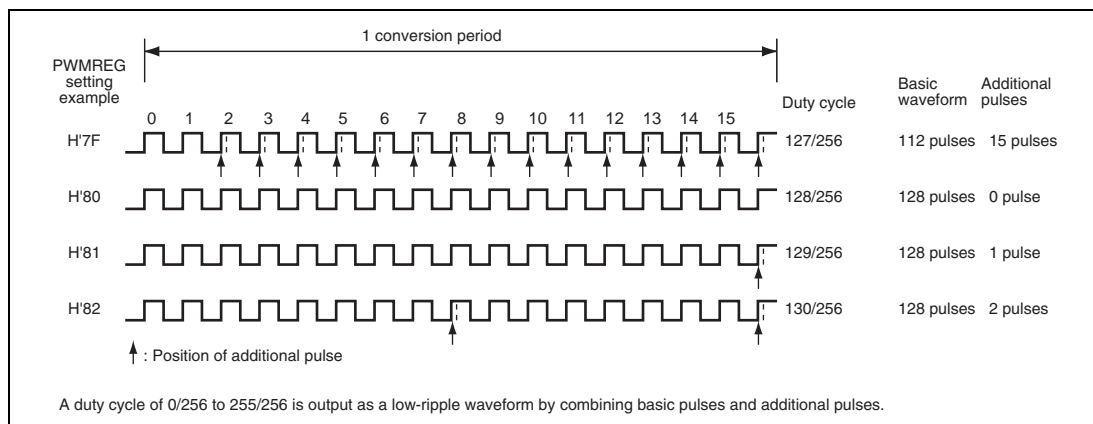 1 conversion period
PWMREG
setting
example
Duty cycle
Basic
waveform
Additional
pulses
0 1 2 3 4 5 6 7 8 9 10 11 12 13 14 15
H'7F 127/256 112 pulses 15 pulses
H'80 128/256 128 pulses 0 pulse
H'81 129/256 128 pulses 1 pulse
H'82 130/256 128 pulses 2 pulses
: Position of additional pulse
A duty cycle of 0/256 to 255/256 is output as a low-ripple waveform by combining basic pulses and additional pulses.